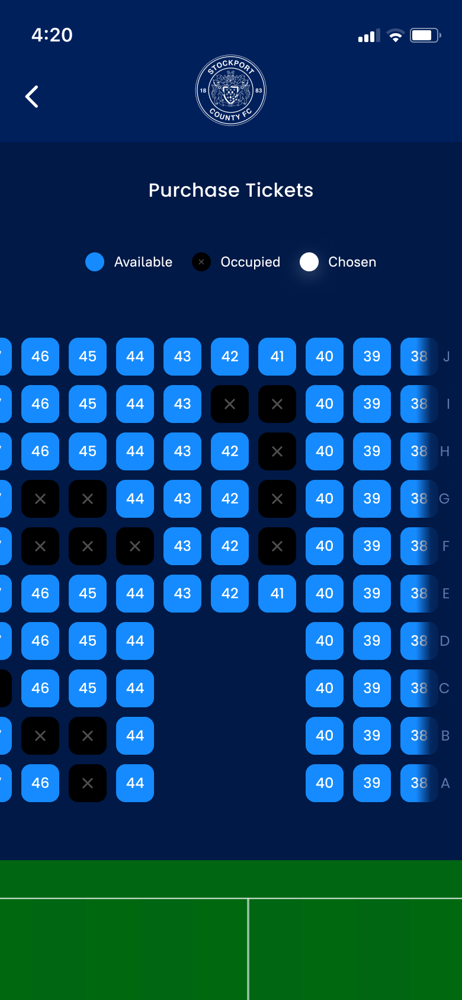 4:20
STOCKPORT
18 83
COUNTY FC
Purchase Tickets
Available Occupied Chosen
46 45 44 43 42 41 40 39 38 J
46 45 44 43 40 39 38 I
46 45 44 43 42 40 39 38 H
44 43 42 40 39 38 G
43 42 40 39 38 F
46 45 44 43 42 41 40 39 38 E
46 45 44 40 39 38 D
46 45 44 40 39 38 C
44 40 39 38 B
46 44 40 39 38 A